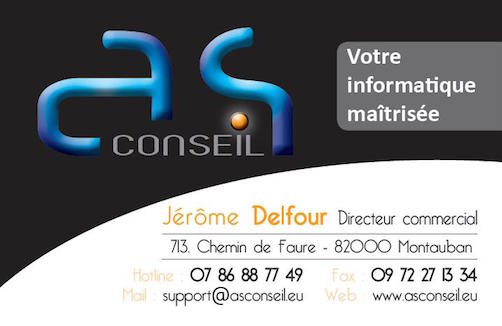 as
CONSEIL
Votre
informatique
maîtrisée
Jérôme Delfour Directeur commercial
713, Chemin de Faure - 82000 Montauban
Hotline : 07 86 88 77 49 Fax : 09 72 27 13 34
Mail : support@asconseil.eu Web : www.asconseil.eu